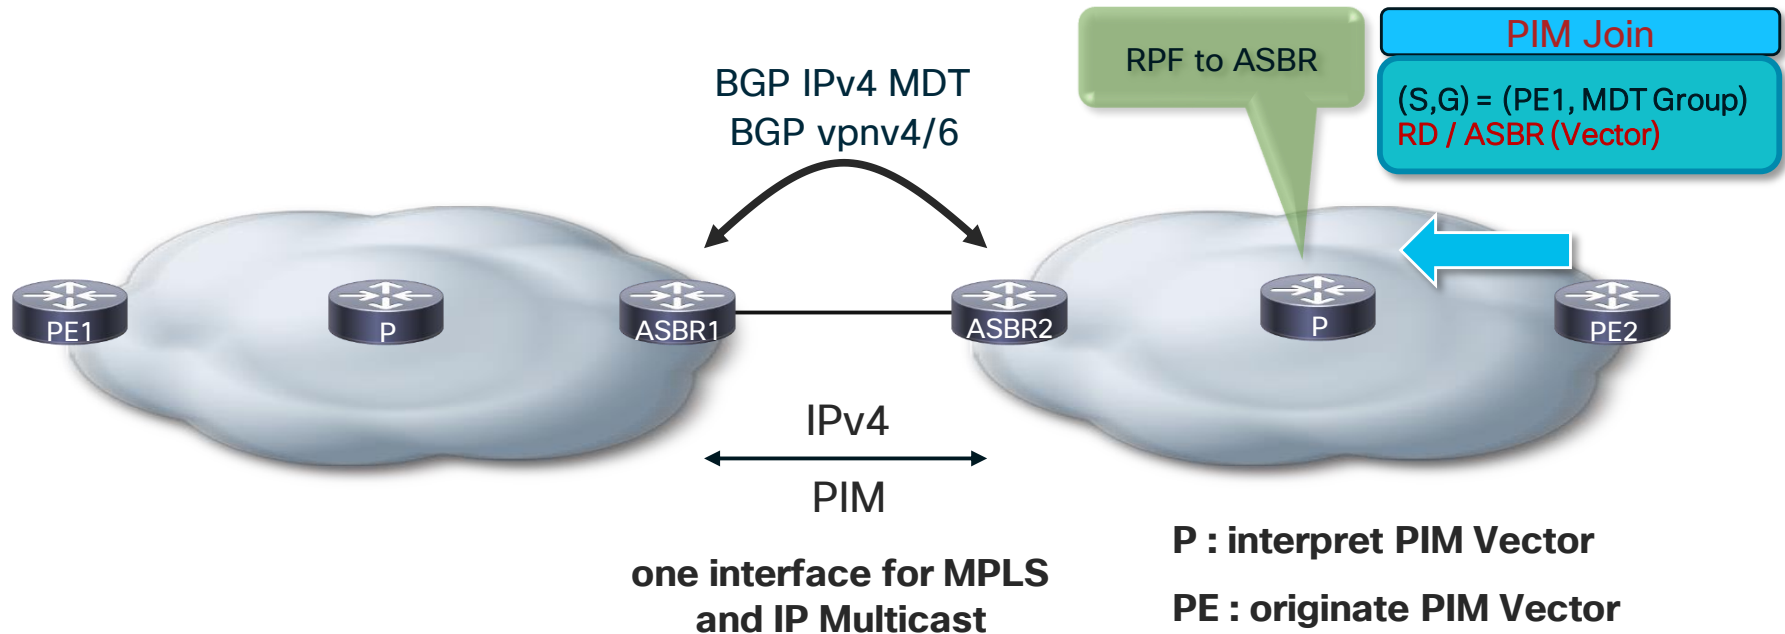 PIM Join
RPF to ASBR
(S,G) = (PE1, MDT Group)
RD / ASBR (Vector)
BGP IPv4 MDT
BGP vpnv4/6
PE1
P
ASBR1
ASBR2
P
PE2
IPv4
PIM
one interface for MPLS
and IP Multicast
P : interpret PIM Vector
PE : originate PIM Vector